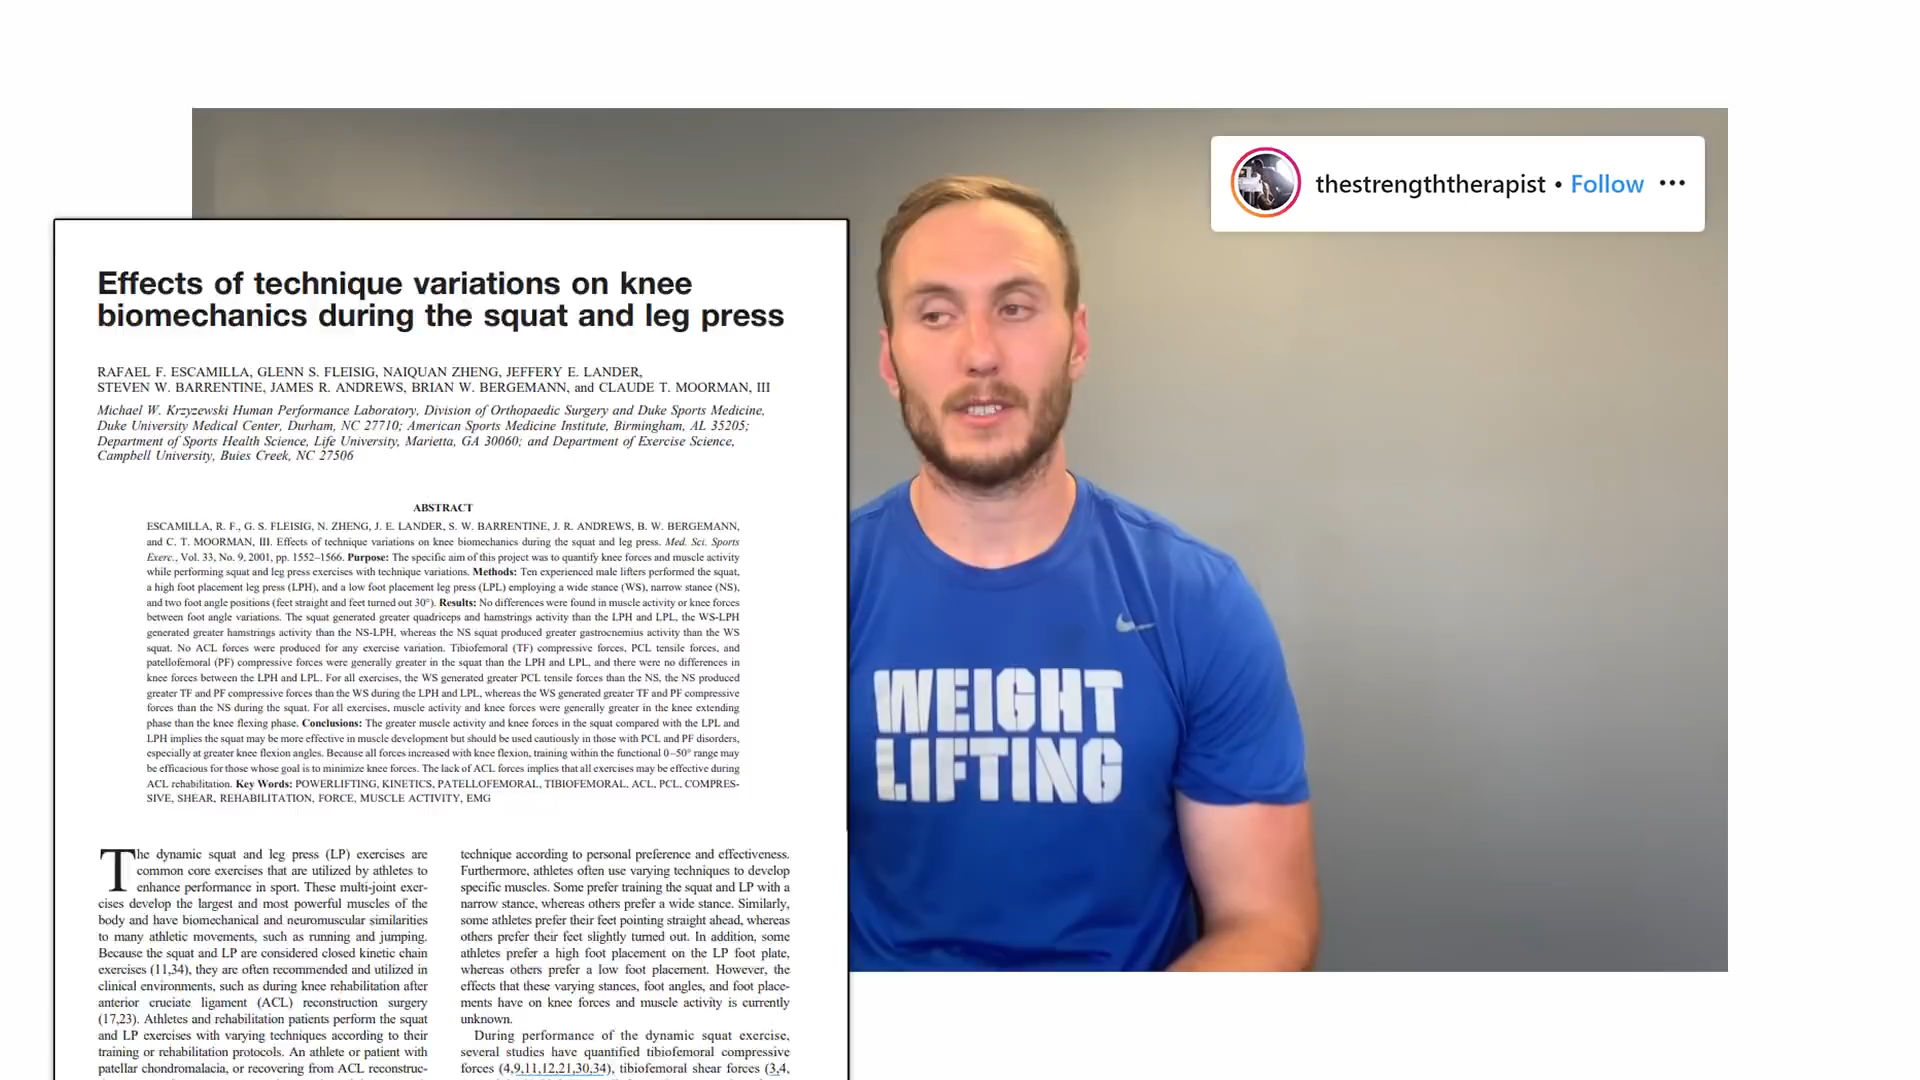 thestrengththerapist • Follow •••
Effects of technique variations on knee
biomechanics during the squat and leg press
RAFAEL F. ESCAMILLA, GLENN S. FLEISIG, NAIQUAN ZHENG, JEFFERY E. LANDER,
STEVEN W. BARRENTINE, JAMES R. ANDREWS, BRIAN W. BERGEMANN, and CLAUDE T. MOORMAN, III
Michael W. Krzyzewski Human Performance Laboratory, Division of Orthopaedic Surgery and Duke Sports Medicine,
Duke University Medical Center, Durham, NC 27710; American Sports Medicine Institute, Birmingham, AL 35205;
Department of Sports Health Science, Life University, Marietta, GA 30060; and Department of Exercise Science,
Campbell University, Buies Creek, NC 27506
ABSTRACT
ESCAMILLA, R. F., G. S. FLEISIG, N. ZHENG, J. E. LANDER, S. W. BARRENTINE, J. R. ANDREWS, B. W. BERGEMANN,
and C. T. MOORMAN, III. Effects of technique variations on knee biomechanics during the squat and leg press. Med. Sci. Sports
Exerc., Vol. 33, No. 9, 2001, pp. 1552–1566. Purpose: The specific aim of this project was to quantify knee forces and muscle activity
while performing squat and leg press exercises with technique variations. Methods: Ten experienced male lifters performed the squat,
a high foot placement leg press (LPH), and a low foot placement leg press (LPL) employing a wide stance (WS), narrow stance (NS),
and two foot angle positions (feet straight and feet turned out 30°). Results: No differences were found in muscle activity or knee forces
between foot angle variations. The squat generated greater quadriceps and hamstrings activity than the LPH and LPL, the WS-LPH
generated greater hamstrings activity than the NS-LPH, whereas the NS squat produced greater gastrocnemius activity than the WS
squat. No ACL forces were produced for any exercise variation. Tibiofemoral (TF) compressive forces, PCL tensile forces, and
patellofemoral (PF) compressive forces were generally greater in the squat than the LPH and LPL, and there were no differences in
knee forces between the LPH and LPL. For all exercises, the WS generated greater PCL tensile forces than the NS, the NS produced
greater TF and PF compressive forces than the WS during the LPH and LPL, whereas the WS generated greater TF and PF compressive
forces than the NS during the squat. For all exercises, muscle activity and knee forces were generally greater in the knee extending
phase than the knee flexing phase. Conclusions: The greater muscle activity and knee forces in the squat compared with the LPL and
LPH implies the squat may be more effective in muscle development but should be used cautiously in those with PCL and PF disorders,
especially at greater knee flexion angles. Because all forces increased with knee flexion, training within the functional 0–50° range may
be efficacious for those whose goal is to minimize knee forces. The lack of ACL forces implies that all exercises may be effective during
ACL rehabilitation. Key Words: POWERLIFTING, KINETICS, PATELLOFEMORAL, TIBIOFEMORAL, ACL, PCL, COMPRES-
SIVE, SHEAR, REHABILITATION, FORCE, MUSCLE ACTIVITY, EMG
The dynamic squat and leg press (LP) exercises are
common core exercises that are utilized by athletes to
enhance performance in sport. These multi-joint exer-
cises develop the largest and most powerful muscles of the
body and have biomechanical and neuromuscular similarities
to many athletic movements, such as running and jumping.
Because the squat and LP are considered closed kinetic chain
exercises (11,34), they are often recommended and utilized in
clinical environments, such as during knee rehabilitation after
anterior cruciate ligament (ACL) reconstruction surgery
(17,23). Athletes and rehabilitation patients perform the squat
and LP exercises with varying techniques according to their
training or rehabilitation protocols. An athlete or patient with
patellar chondromalacia, or recovering from ACL reconstruc-
technique according to personal preference and effectiveness.
Furthermore, athletes often use varying techniques to develop
specific muscles. Some prefer training the squat and LP with a
narrow stance, whereas others prefer a wide stance. Similarly,
some athletes prefer their feet pointing straight ahead, whereas
others prefer their feet slightly turned out. In addition, some
athletes prefer a high foot placement on the LP foot plate,
whereas others prefer a low foot placement. However, the
effects that these varying stances, foot angles, and foot place-
ments have on knee forces and muscle activity is currently
unknown.
During performance of the dynamic squat exercise,
several studies have quantified tibiofemoral compressive
forces (4,9,11,12,21,30,34), tibiofemoral shear forces (3,4,
WEIGHT
LIFTING